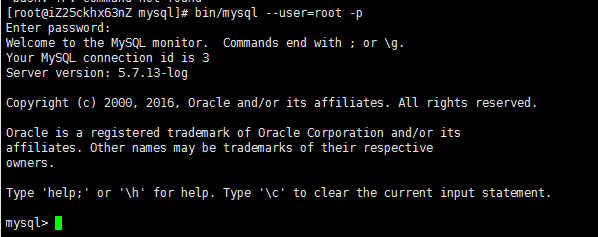 [root@iZ25ckhx63nZ mysql]# bin/mysql --user=root -p
Enter password:
Welcome to the MySQL monitor.  Commands end with ; or \g.
Your MySQL connection id is 3
Server version: 5.7.13-log

Copyright (c) 2000, 2016, Oracle and/or its affiliates. All rights reserved.

Oracle is a registered trademark of Oracle Corporation and/or its
affiliates. Other names may be trademarks of their respective
owners.

Type 'help;' or '\h' for help. Type '\c' to clear the current input statement.

mysql>